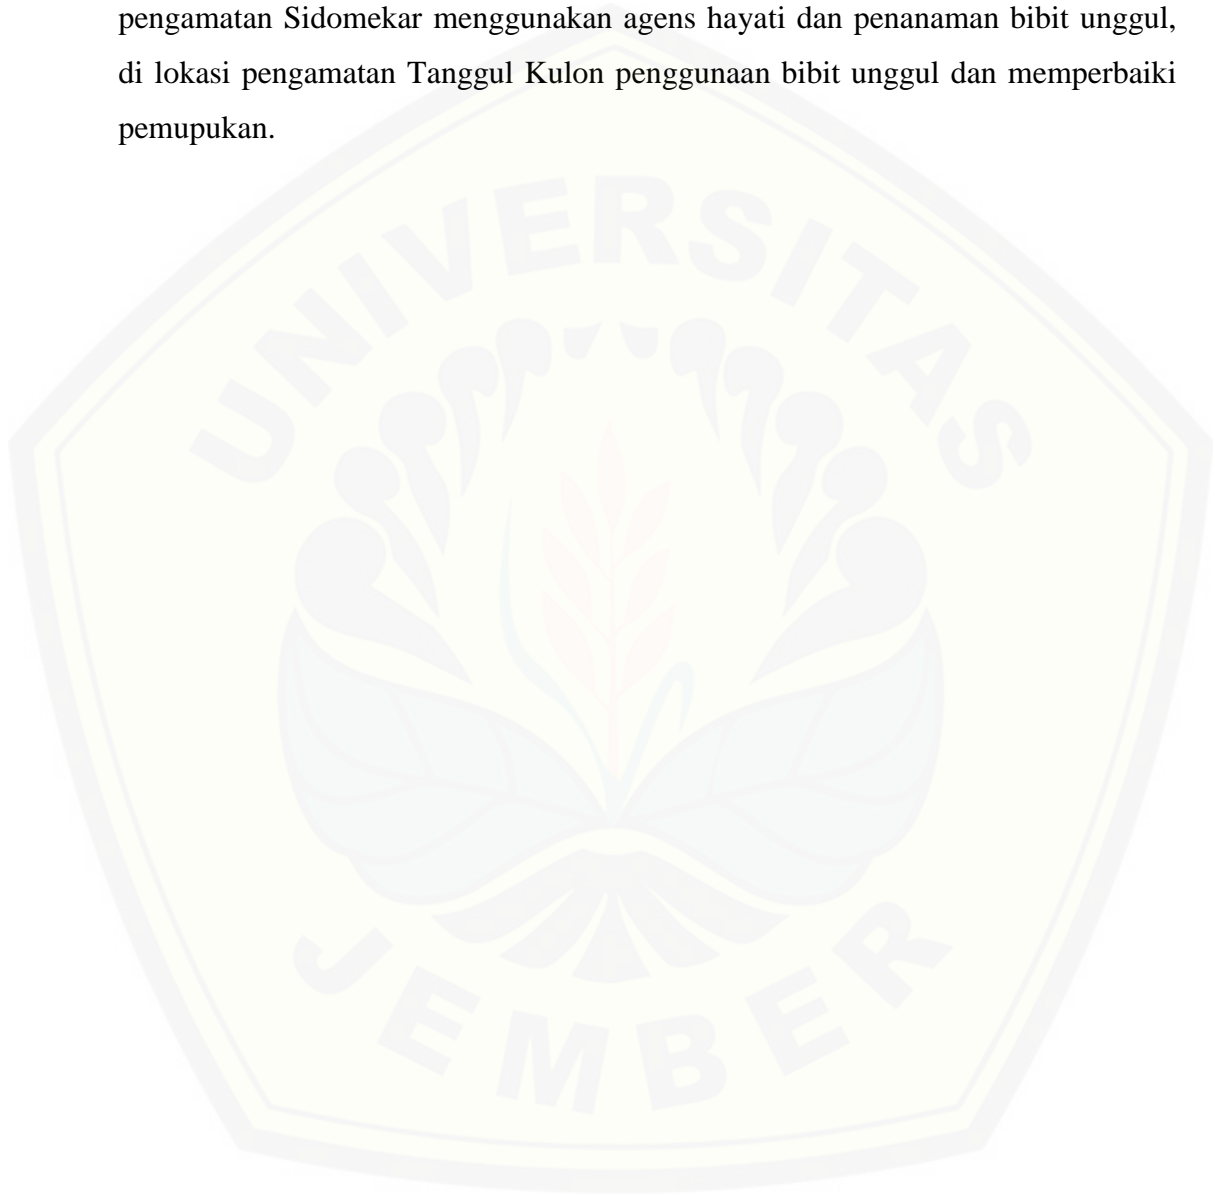 pengamatan Sidomekar menggunakan agens hayati dan penanaman bibit unggul,
di lokasi pengamatan Tanggul Kulon penggunaan bibit unggul dan memperbaiki
pemupukan.
UNIVERSITAS
JEMBER